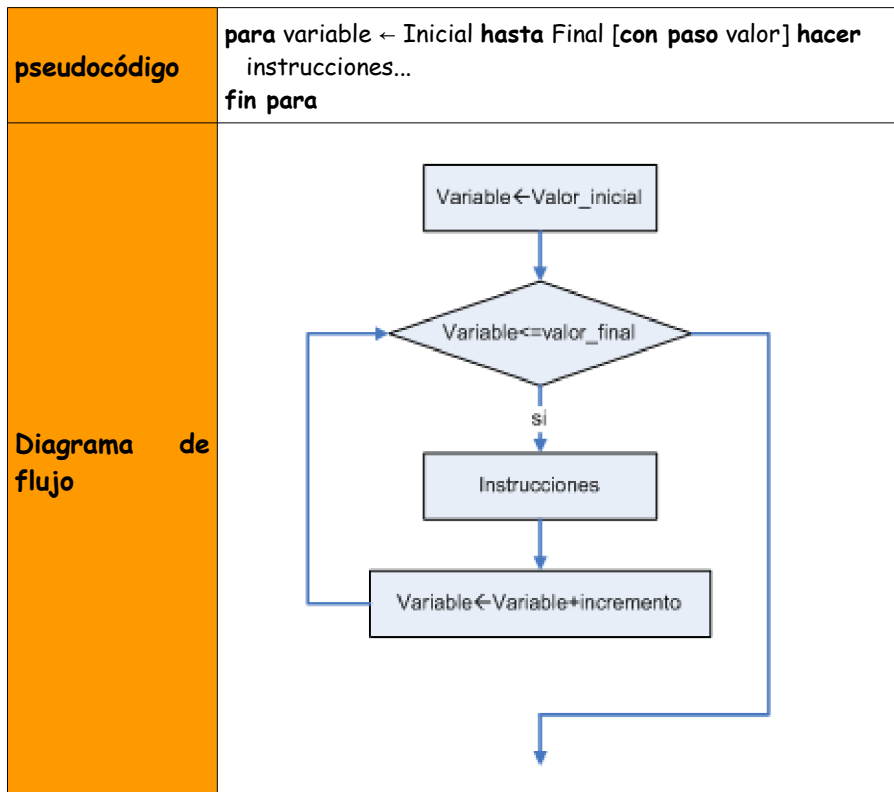 pseudocódigo
para variable ← Inicial hasta Final [con paso valor] hacer
instrucciones...
fin para
Diagrama de
flujo
Variable←Valor_inicial
Variable<=valor_final
si
Instrucciones
Variable←Variable+incremento